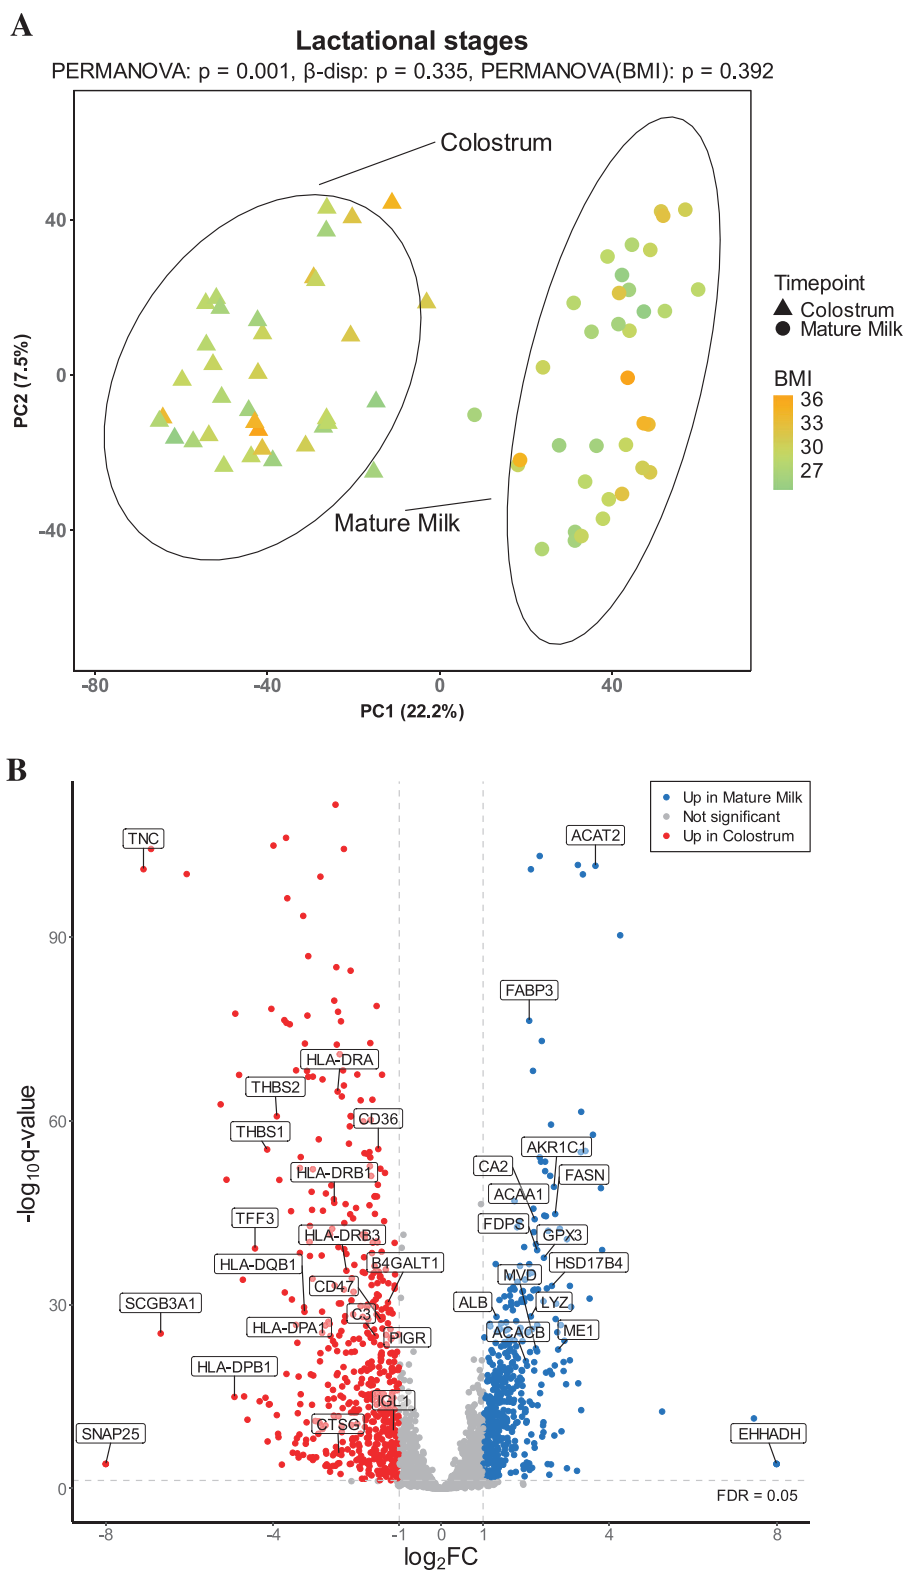 A
Lactational stages
PERMANOVA: p = 0.001, β-disp: p = 0.335, PERMANOVA(BMI): p = 0.392
Colostrum
Mature Milk
40
0
-40
PC2 (7.5%)
-80
-40
0
40
PC1 (22.2%)
Timepoint
Colostrum
Mature Milk
BMI
36
33
30
27
B
Up in Mature Milk
Not significant
Up in Colostrum
TNC
ACAT2
FABP3
HLA-DRA
THBS2
CD36
THBS1
AKR1C1
CA2
FASN
HLA-DRB1
ACAA1
TFF3
FDPS
HLA-DRB3
GPX3
HLA-DQB1
B4GALT1
HSD17B4
CD47
MVD
SCGB3A1
C3
ALB
LYZ
HLA-DPA1
PIGR
ACACB
ME1
HLA-DPB1
IGL1
CTSG
SNAP25
EHHADH
FDR = 0.05
90
60
30
0
-log10q-value
-8
-4
-1
0
1
4
8
log2FC